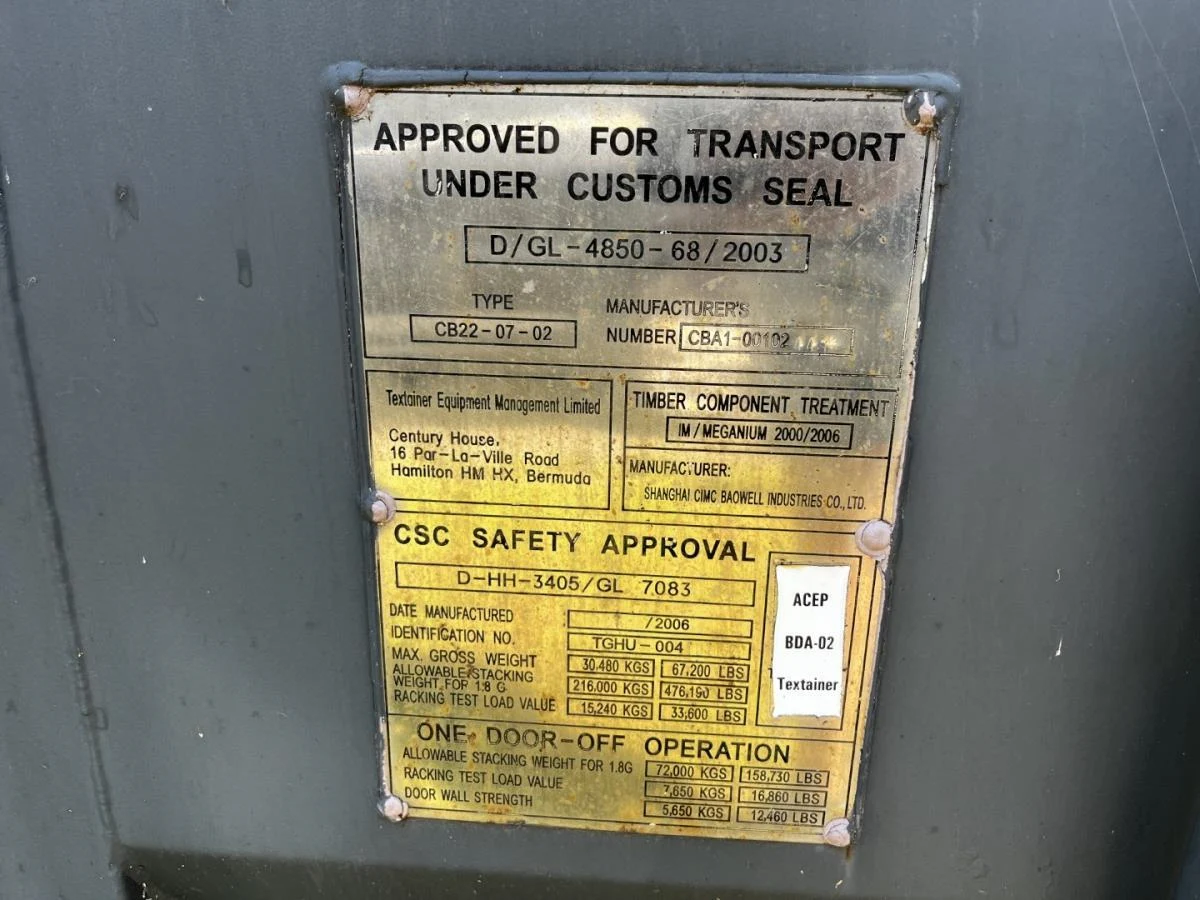 APPROVED FOR TRANSPORT
UNDER CUSTOMS SEAL
D/GL-4850-68/2003
TYPE
CB22-07-02
MANUFACTURER'S
NUMBER CBA1-00102
Textainer Equipment Management Limited
Century House,
16 Par-La-Ville Road
Hamilton HM HX, Bermuda
TIMBER COMPONENT TREATMENT
IM/MEGANIUM 2000/2006
MANUFACTURER:
SHANGHAI CIMC BAOWELL INDUSTRIES CO.,LTD.
CSC SAFETY APPROVAL
D-HH-3405/GL 7083
DATE MANUFACTURED /2006
IDENTIFICATION NO. TGHU-004
MAX. GROSS WEIGHT 30,480 KGS 67,200 LBS
ALLOWABLE STACKING
WEIGHT FOR 1.8 G 216,000 KGS 476,190 LBS
RACKING TEST LOAD VALUE 15,240 KGS 33,600 LBS
ACEP
BDA-02
Textainer
ONE DOOR-OFF OPERATION
ALLOWABLE STACKING WEIGHT FOR 1.8G 72,000 KGS 158,730 LBS
RACKING TEST LOAD VALUE 7,650 KGS 16,860 LBS
DOOR WALL STRENGTH 5,650 KGS 12,460 LBS